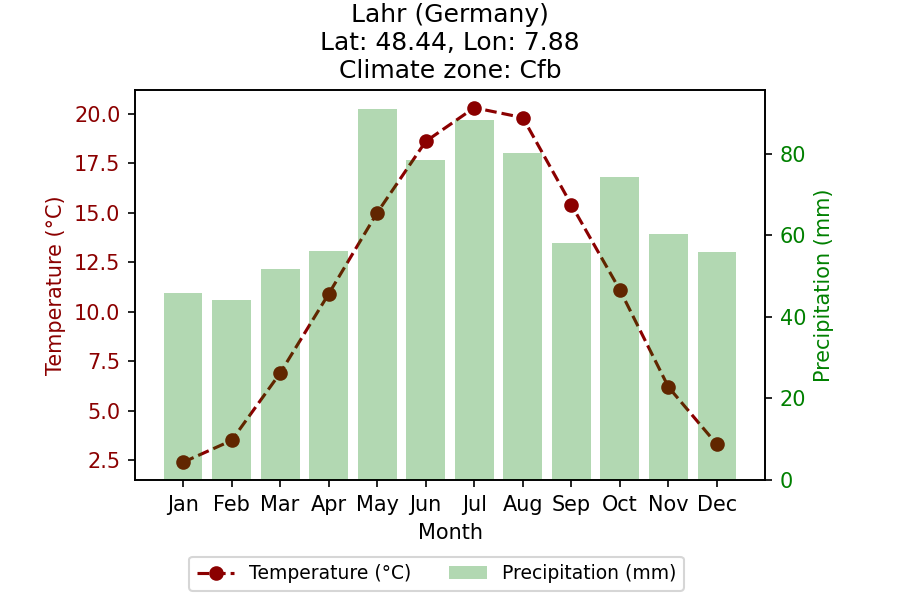 Lahr (Germany)
Lat: 48.44, Lon: 7.88
Climate zone: Cfb
Temperature (°C)
20.0
17.5
15.0
12.5
10.0
7.5
5.0
2.5
80
60
40
20
0
Precipitation (mm)
Jan Feb Mar Apr May Jun Jul Aug Sep Oct Nov Dec
Month
Temperature (°C) Precipitation (mm)